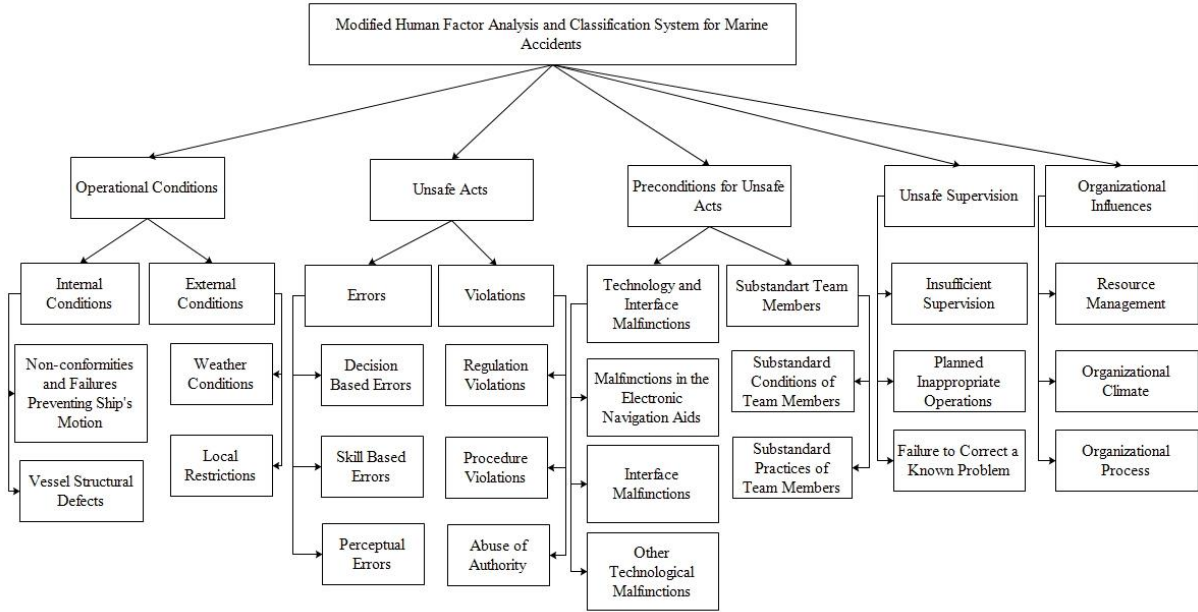 Modified Human Factor Analysis and Classification System for Marine
Accidents
Operational Conditions
Unsafe Acts
Preconditions for Unsafe
Acts
Unsafe Supervision
Organizational
Influences
Internal
Conditions
External
Conditions
Errors
Violations
Technology and
Interface
Malfunctions
Substandart Team
Members
Insufficient
Supervision
Resource
Management
Non-conformities
and Failures
Preventing Ship's
Motion
Weather
Conditions
Decision
Based Errors
Regulation
Violations
Malfunctions in the
Electronic
Navigation Aids
Substandard
Conditions of
Team Members
Planned
Inappropriate
Operations
Organizational
Climate
Vessel Structural
Defects
Local
Restrictions
Skill Based
Errors
Procedure
Violations
Interface
Malfunctions
Substandard
Practices of
Team Members
Failure to Correct a
Known Problem
Organizational
Process
Perceptual
Errors
Abuse of
Authority
Other
Technological
Malfunctions